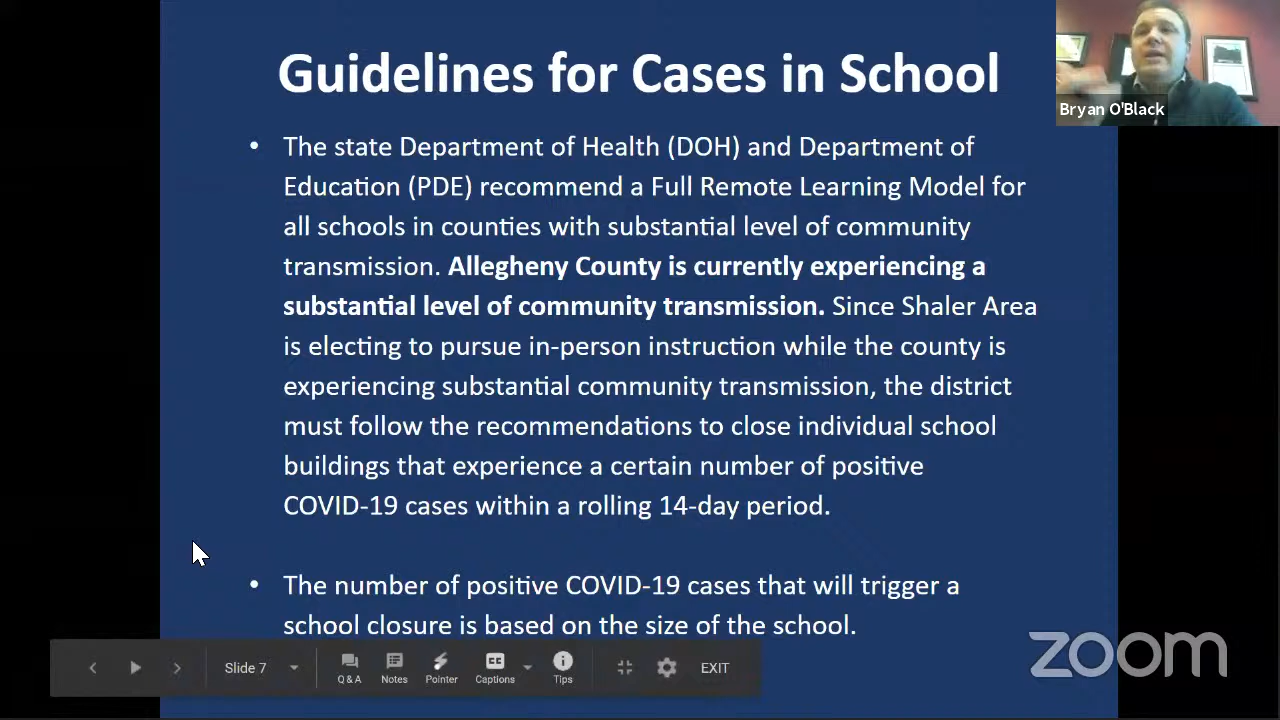 Guidelines for Cases in School
Bryan O'Black
• The state Department of Health (DOH) and Department of
Education (PDE) recommend a Full Remote Learning Model for
all schools in counties with substantial level of community
transmission. Allegheny County is currently experiencing a
substantial level of community transmission. Since Shaler Area
is electing to pursue in-person instruction while the county is
experiencing substantial community transmission, the district
must follow the recommendations to close individual school
buildings that experience a certain number of positive
COVID-19 cases within a rolling 14-day period.
• The number of positive COVID-19 cases that will trigger a
school closure is based on the size of the school.
Slide 7
Q & A
Notes
Pointer
CC
Captions
Tips
EXIT
zoom